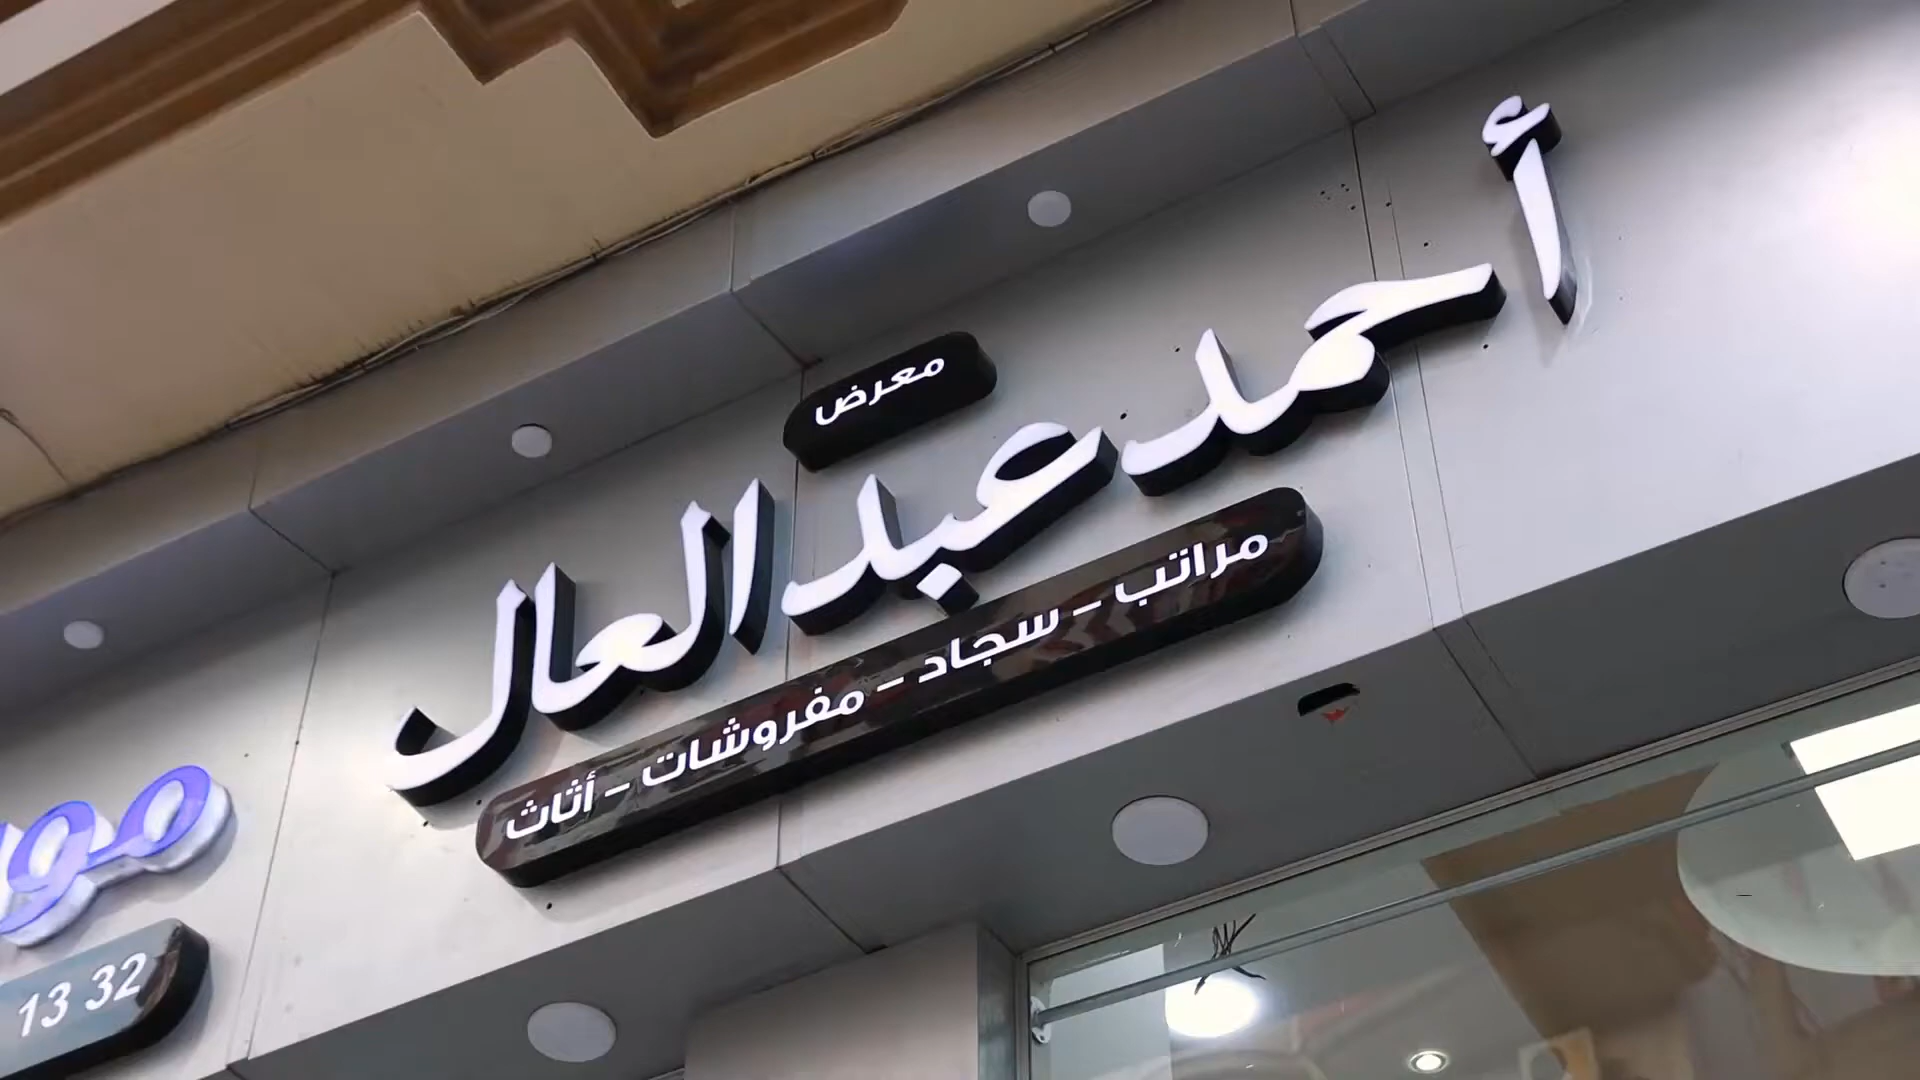 معرض
أحمد عبد العال
مراتب - سجاد - مفروشات - أثاث
13 32